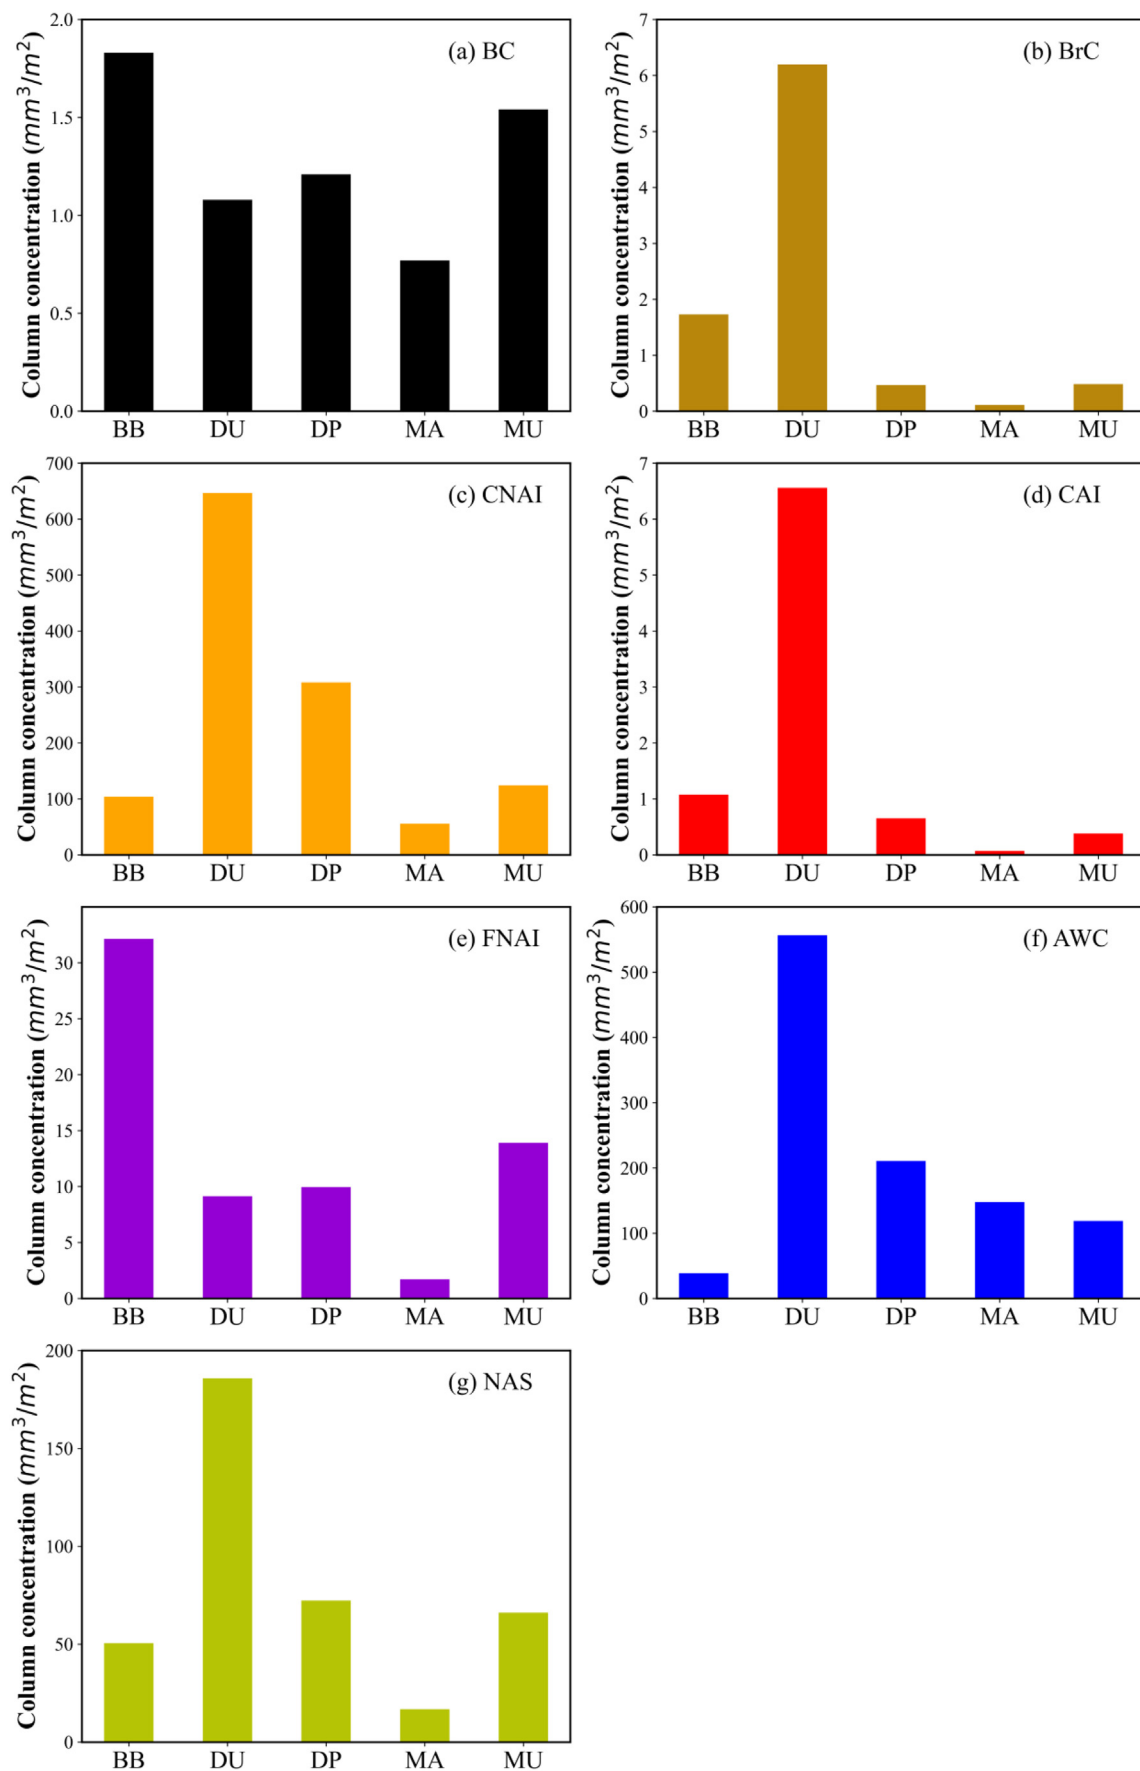 (a) BC
Column concentration (mm³/m²)
2.0
1.5
1.0
0.5
0.0
BB DU DP MA MU
(b) BrC
Column concentration (mm³/m²)
7
6
5
4
3
2
1
0
BB DU DP MA MU
(c) CNAI
Column concentration (mm³/m²)
700
600
500
400
300
200
100
0
BB DU DP MA MU
(d) CAI
Column concentration (mm³/m²)
7
6
5
4
3
2
1
0
BB DU DP MA MU
(e) FNAI
Column concentration (mm³/m²)
30
25
20
15
10
5
0
BB DU DP MA MU
(f) AWC
Column concentration (mm³/m²)
600
500
400
300
200
100
0
BB DU DP MA MU
(g) NAS
Column concentration (mm³/m²)
200
150
100
50
0
BB DU DP MA MU